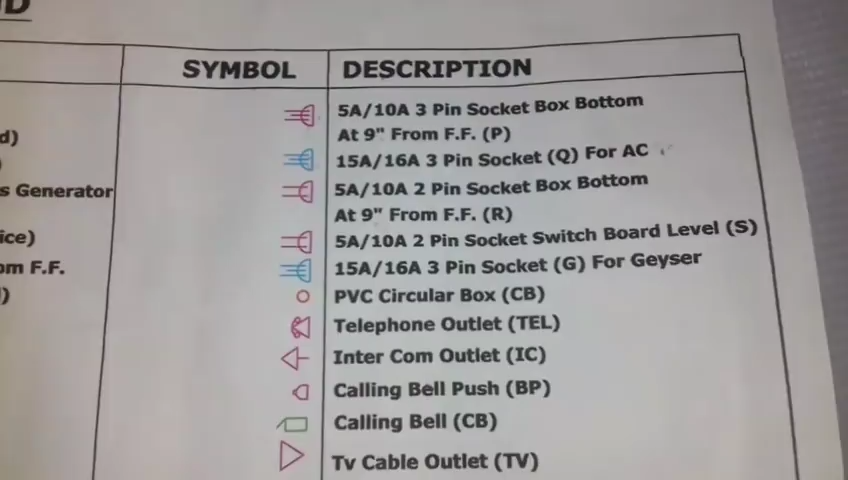 SYMBOL DESCRIPTION
5A/10A 3 Pin Socket Box Bottom
At 9" From F.F. (P)
d)
15A/16A 3 Pin Socket (Q) For AC
)
s Generator
5A/10A 2 Pin Socket Box Bottom
At 9" From F.F. (R)
ice)
5A/10A 2 Pin Socket Switch Board Level (S)
om F.F.
15A/16A 3 Pin Socket (G) For Geyser
)
PVC Circular Box (CB)
Telephone Outlet (TEL)
Inter Com Outlet (IC)
Calling Bell Push (BP)
Calling Bell (CB)
Tv Cable Outlet (TV)